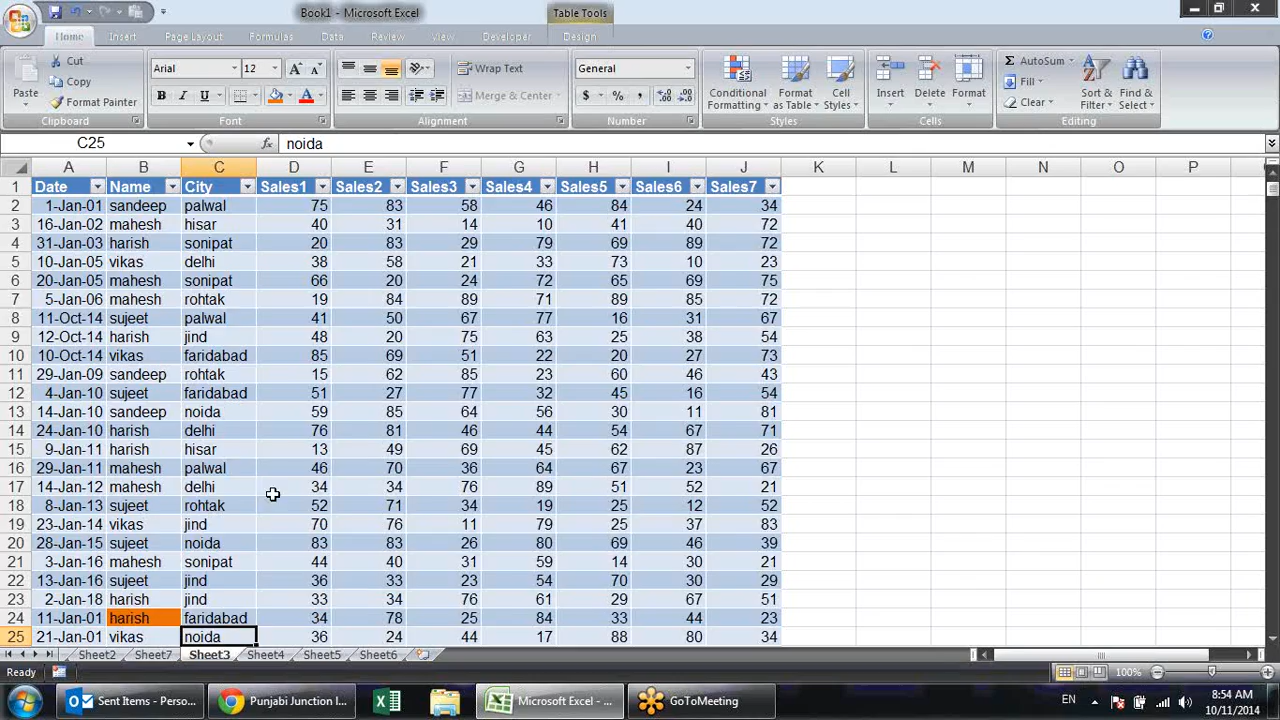 Book1 - Microsoft Excel
Table Tools
Home Insert Page Layout Formulas Data Review View Developer Design
Paste
Cut
Copy
Format Painter
Clipboard
Arial 12
B I U
Font
Wrap Text
Merge & Center
Alignment
General
$ % ,
Number
Conditional Formatting
Format as Table
Cell Styles
Styles
Insert Delete Format
Cells
AutoSum
Fill
Clear
Sort & Filter
Find & Select
Editing
C25 fx noida
A B C D E F G H I J K L M N O P
1 Date Name City Sales1 Sales2 Sales3 Sales4 Sales5 Sales6 Sales7
2 1-Jan-01 sandeep palwal 75 83 58 46 84 24 34
3 16-Jan-02 mahesh hisar 40 31 14 10 41 40 72
4 31-Jan-03 harish sonipat 20 83 29 79 69 89 72
5 10-Jan-05 vikas delhi 38 58 21 33 73 10 23
6 20-Jan-05 mahesh sonipat 66 20 24 72 65 69 75
7 5-Jan-06 mahesh rohtak 19 84 89 71 89 85 72
8 11-Oct-14 sujeet palwal 41 50 67 77 16 31 67
9 12-Oct-14 harish jind 48 20 75 63 25 38 54
10 10-Oct-14 vikas faridabad 85 69 51 22 20 27 73
11 29-Jan-09 sandeep rohtak 15 62 85 23 60 46 43
12 4-Jan-10 sujeet faridabad 51 27 77 32 45 16 54
13 14-Jan-10 sandeep noida 59 85 64 56 30 11 81
14 24-Jan-10 harish delhi 76 81 46 44 54 67 71
15 9-Jan-11 harish hisar 13 49 69 45 62 87 26
16 29-Jan-11 mahesh palwal 46 70 36 64 67 23 67
17 14-Jan-12 mahesh delhi 34 34 76 89 51 52 21
18 8-Jan-13 sujeet rohtak 52 71 34 19 25 12 52
19 23-Jan-14 vikas jind 70 76 11 79 25 37 83
20 28-Jan-15 sujeet noida 83 83 26 80 69 46 39
21 3-Jan-16 mahesh sonipat 44 40 31 59 14 30 21
22 13-Jan-16 sujeet jind 36 33 23 54 70 30 29
23 2-Jan-18 harish jind 33 34 76 61 29 67 51
24 11-Jan-01 harish faridabad 34 78 25 84 33 44 23
25 21-Jan-01 vikas noida 36 24 44 17 88 80 34
Sheet2 Sheet7 Sheet3 Sheet4 Sheet5 Sheet6
Ready 100%
Sent Items - Perso...
Punjabi Junction I...
Microsoft Excel - ...
GoToMeeting
EN
8:54 AM
10/11/2014